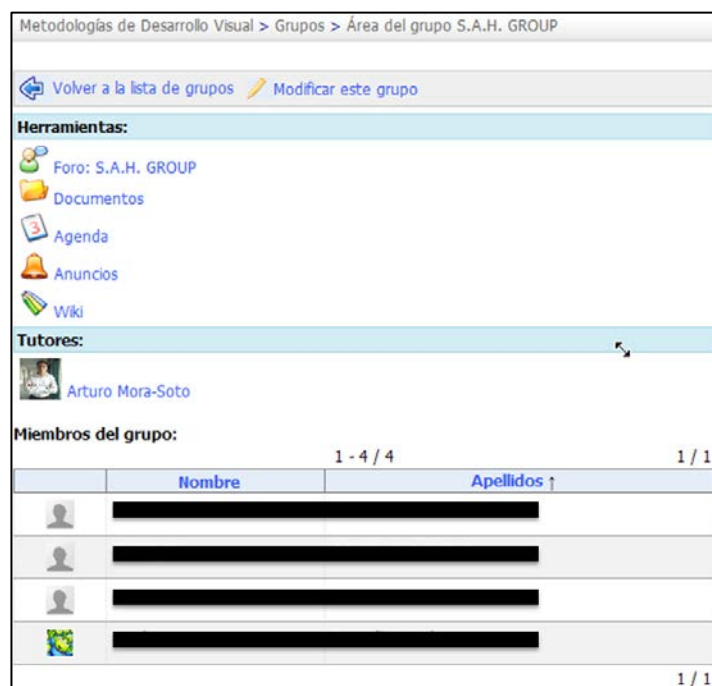 Metodologías de Desarrollo Visual > Grupos > Área del grupo S.A.H. GROUP
Volver a la lista de grupos Modificar este grupo
Herramientas:
Foro: S.A.H. GROUP
Documentos
3
Agenda
Anuncios
Wiki
Tutores:
Arturo Mora-Soto
Miembros del grupo:
1 - 4 / 4 1 / 1
Nombre Apellidos ↑
1 / 1